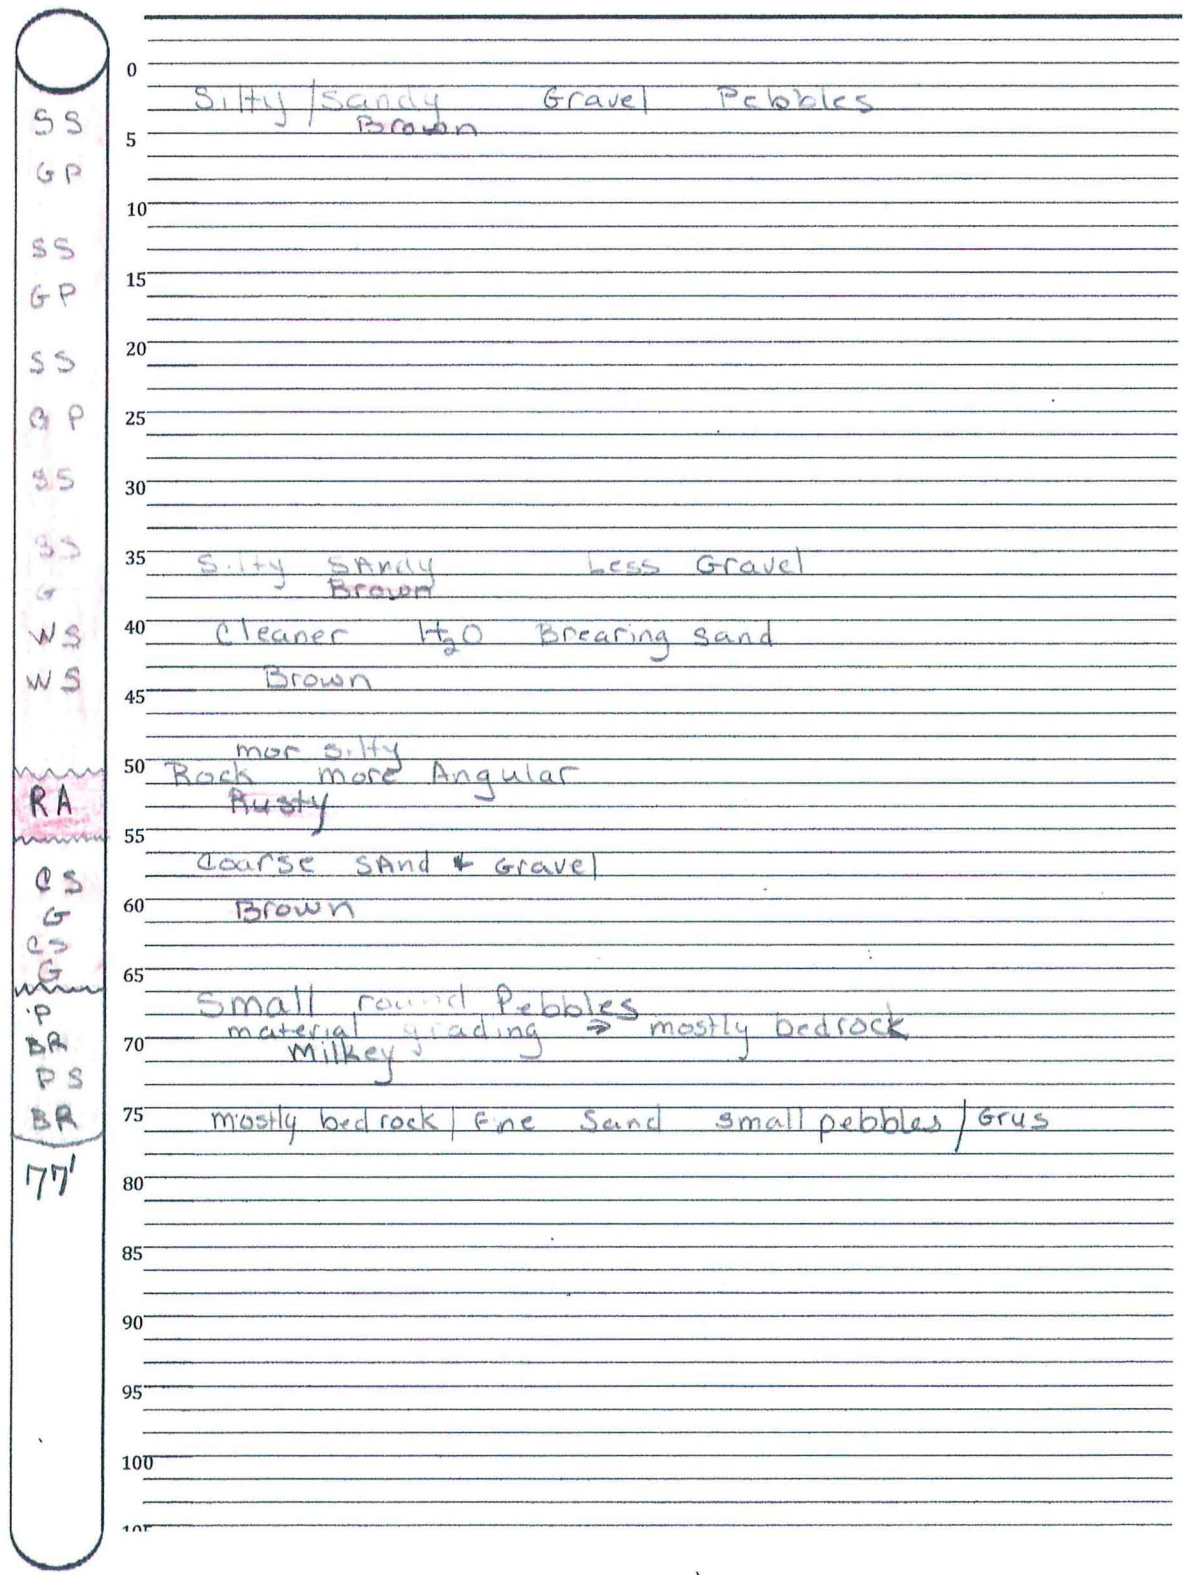 0
Silty / Sandy Gravel Pebbles
SS
Brown
5
GP
10
SS
15
GP
20
SS
GP
25
SS
30
SS
35
Silty SAndy Less Gravel
G
Brown
40
WS
Cleaner H₂O Brearing sand
WS
Brown
45
mor silty
50
Rock more Angular
RA
Rusty
55
Coarse SAnd & Gravel
CS
60
Brown
G
CS
G
65
Small round Pebbles
P
material grading → mostly bedrock
BR
70
Milkey
PS
75
BR
mostly bedrock / Fine Sand small pebbles / Grus
77'
80
85
90
95
100
105